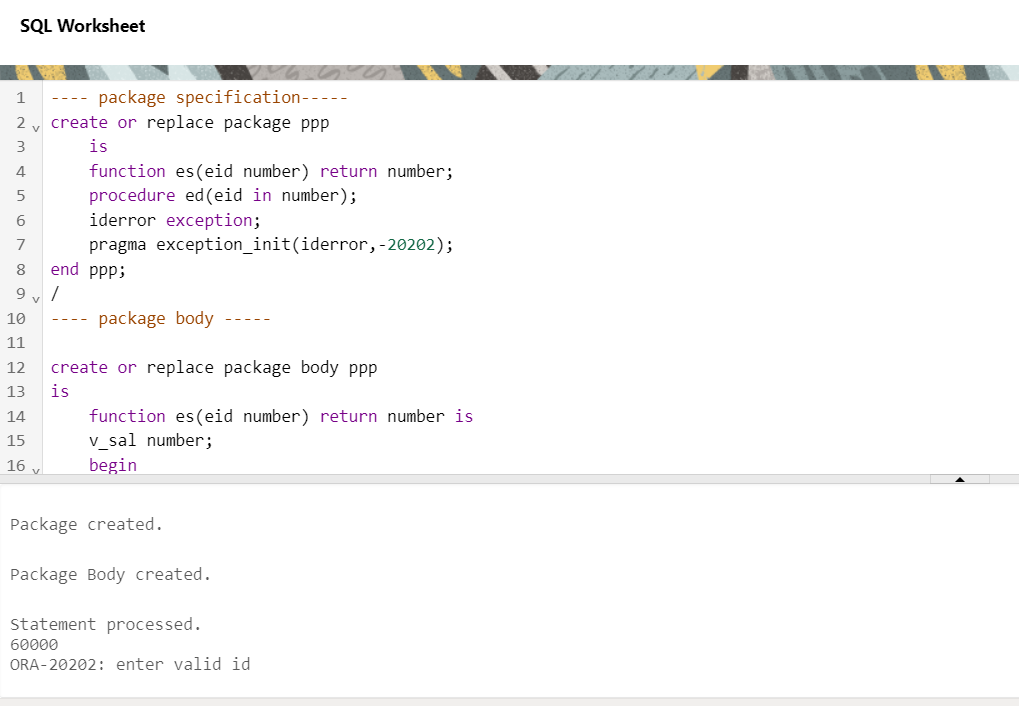 SQL Worksheet
1 ---- package specification-----
2 create or replace package ppp
3 is
4 function es(eid number) return number;
5 procedure ed(eid in number);
6 iderror exception;
7 pragma exception_init(iderror,-20202);
8 end ppp;
9 /
10 ---- package body -----
11
12 create or replace package body ppp
13 is
14 function es(eid number) return number is
15 v_sal number;
16 begin
Package created.
Package Body created.
Statement processed.
60000
ORA-20202: enter valid id